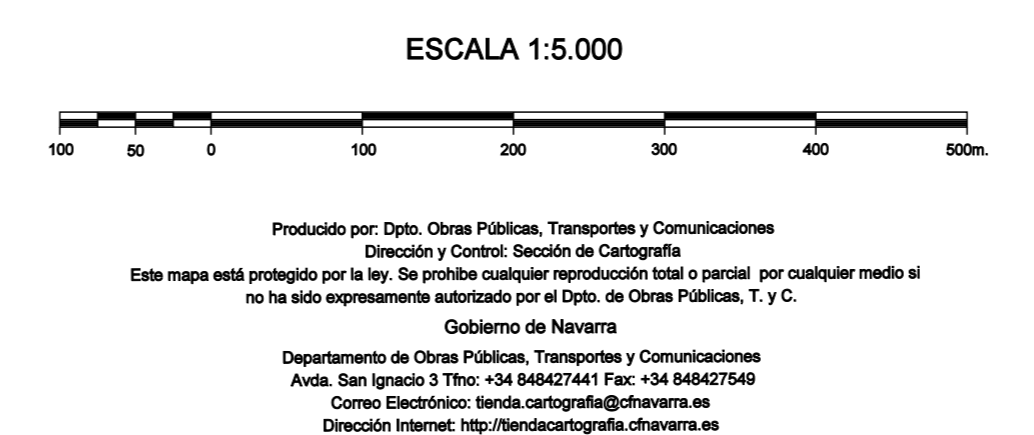 ESCALA 1:5.000
100 50 0 100 200 300 400 500m.
Producido por: Dpto. Obras Públicas, Transportes y Comunicaciones
Dirección y Control: Sección de Cartografía
Este mapa está protegido por la ley. Se prohibe cualquier reproducción total o parcial por cualquier medio si
no ha sido expresamente autorizado por el Dpto. de Obras Públicas, T. y C.
Gobierno de Navarra
Departamento de Obras Públicas, Transportes y Comunicaciones
Avda. San Ignacio 3 Tfno: +34 848427441 Fax: +34 848427549
Correo Electrónico: tienda.cartografia@cfnavarra.es
Dirección Internet: http://tiendacartografia.cfnavarra.es